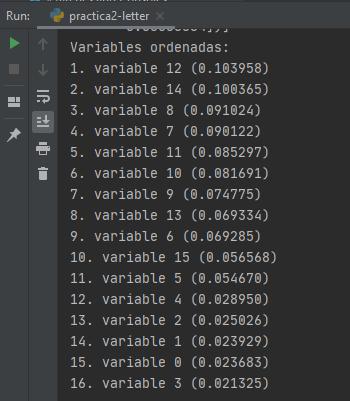 Run: practica2-letter
Variables ordenadas:
1. variable 12 (0.103958)
2. variable 14 (0.100365)
3. variable 8 (0.091024)
4. variable 7 (0.090122)
5. variable 11 (0.085297)
6. variable 10 (0.081691)
7. variable 9 (0.074775)
8. variable 13 (0.069334)
9. variable 6 (0.069285)
10. variable 15 (0.056568)
11. variable 5 (0.054670)
12. variable 4 (0.028950)
13. variable 2 (0.025026)
14. variable 1 (0.023929)
15. variable 0 (0.023683)
16. variable 3 (0.021325)